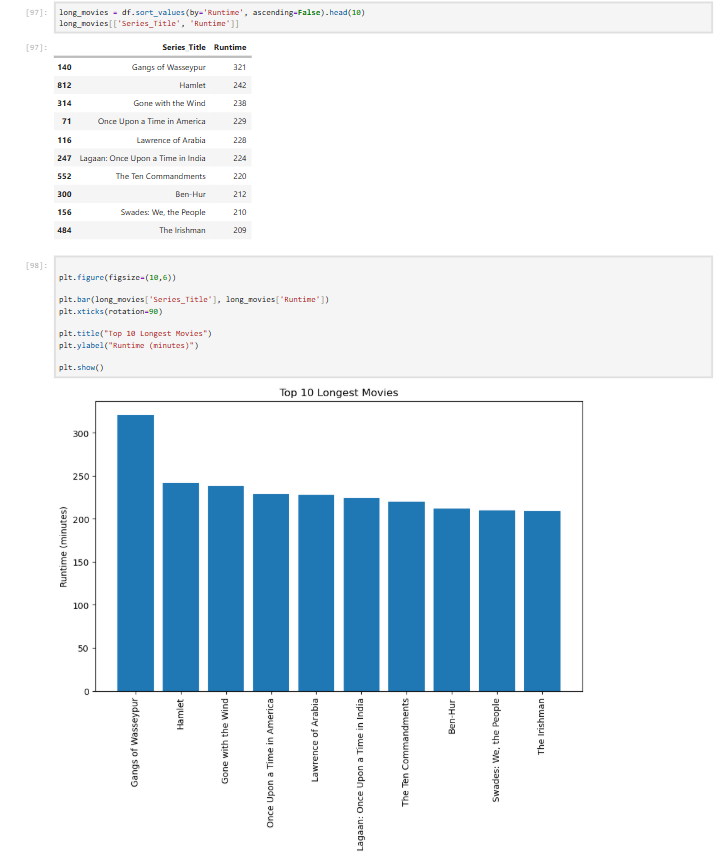 [97]:
long_movies = df.sort_values(by='Runtime', ascending=False).head(10)
long_movies[['Series_Title', 'Runtime']]
[97]:
Series_Title Runtime
140 Gangs of Wasseypur 321
812 Hamlet 242
314 Gone with the Wind 238
71 Once Upon a Time in America 229
116 Lawrence of Arabia 228
247 Lagaan: Once Upon a Time in India 224
552 The Ten Commandments 220
300 Ben-Hur 212
156 Swades: We, the People 210
484 The Irishman 209
[98]:
plt.figure(figsize=(10,6))
plt.bar(long_movies['Series_Title'], long_movies['Runtime'])
plt.xticks(rotation=90)
plt.title("Top 10 Longest Movies")
plt.ylabel("Runtime (minutes)")
plt.show()
Top 10 Longest Movies
Runtime (minutes)
300
250
200
150
100
50
0
Gangs of Wasseypur
Hamlet
Gone with the Wind
Once Upon a Time in America
Lawrence of Arabia
Lagaan: Once Upon a Time in India
The Ten Commandments
Ben-Hur
Swades: We, the People
The Irishman